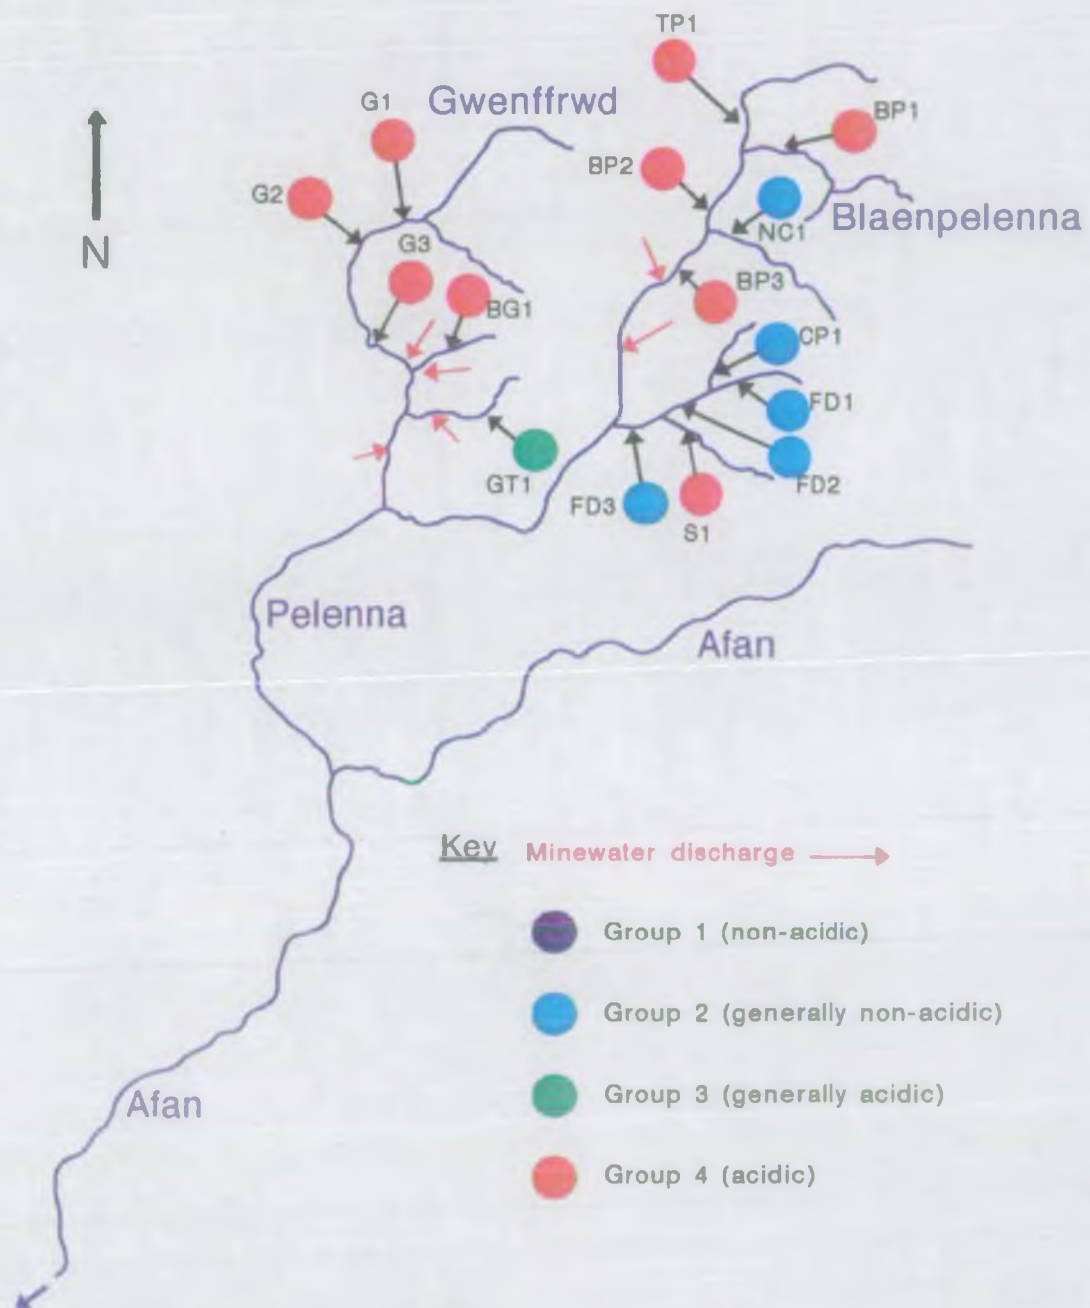 TP1
G1
Gwenffrwd
BP1
BP2
G2
Blaenpelenna
NC1
N
G3
BP3
BG1
CP1
FD1
GT1
FD2
FD3
S1
Pelenna
Afan
Key Minewater discharge
Group 1 (non-acidic)
Group 2 (generally non-acidic)
Afan
Group 3 (generally acidic)
Group 4 (acidic)